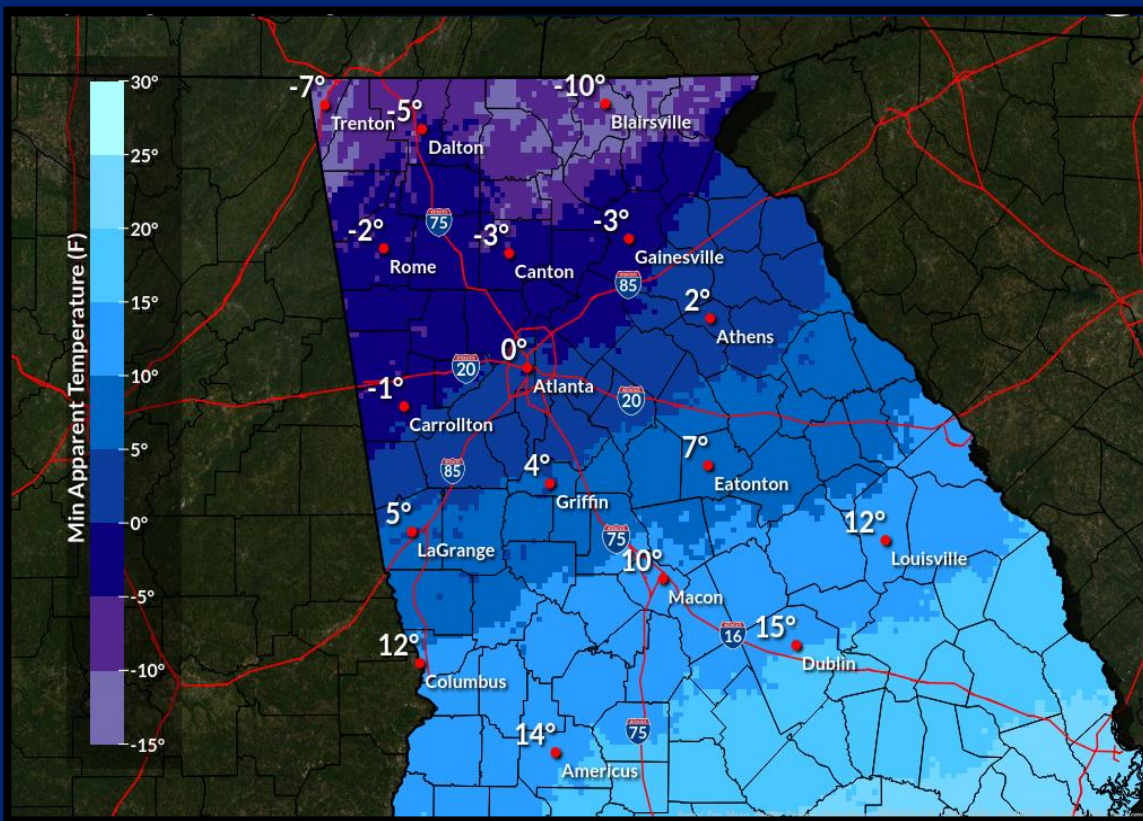 30°
25°
20°
15°
10°
5°
0°
-5°
-10°
-15°
Min Apparent Temperature (F)
-7°
Trenton
-5°
Dalton
-10°
Blairsville
75
-2°
Rome
-3°
Canton
-3°
Gainesville
85
2°
Athens
0°
Atlanta
20
20
-1°
Carrollton
85
4°
Griffin
7°
Eatonton
5°
LaGrange
75
12°
Louisville
10°
Macon
16
15°
Dublin
12°
Columbus
75
14°
Americus